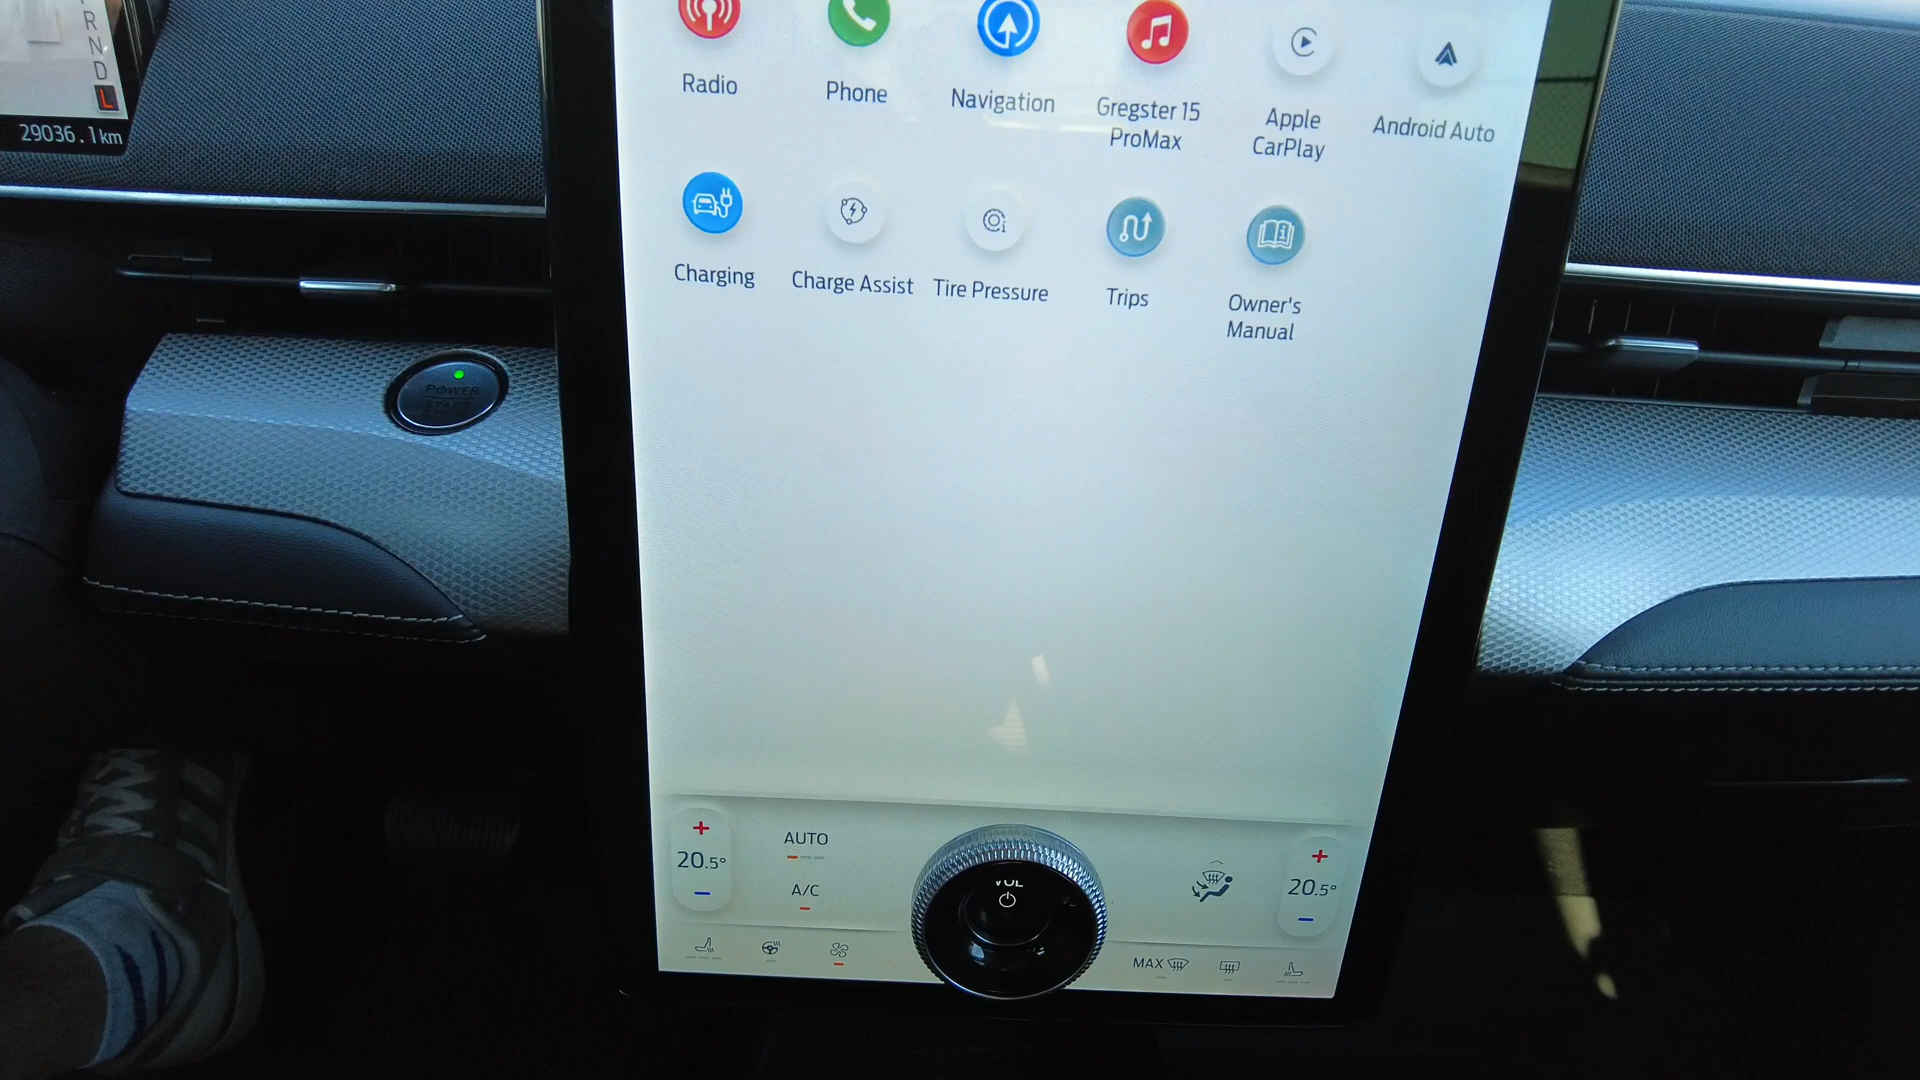 R
N
D
L
29036.1 km
Radio
Phone
Navigation
Gregster 15
ProMax
Apple
CarPlay
Android Auto
Charging
Charge Assist
Tire Pressure
Trips
Owner's
Manual
POWER
START
+
20.5°
−
AUTO
A/C
VOL
MAX
+
20.5°
−